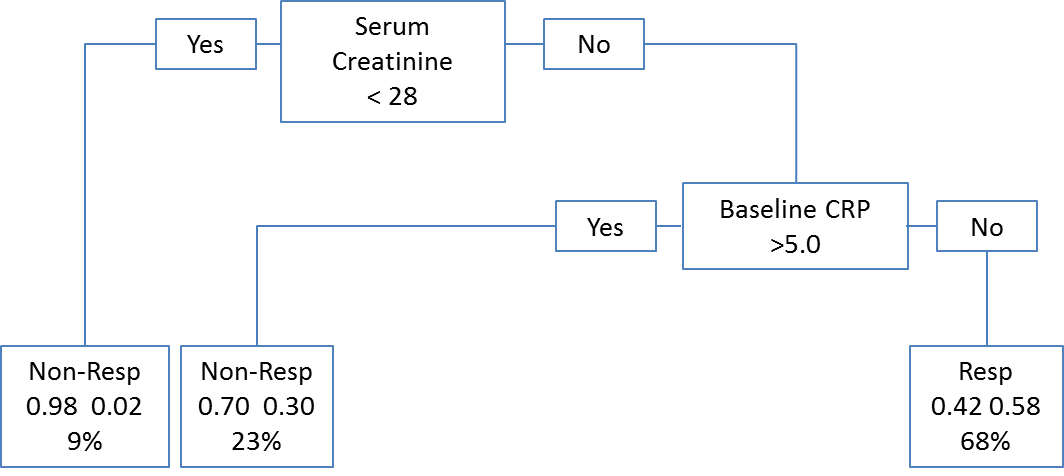 Yes
Serum
Creatinine
< 28
No
Yes
Baseline CRP
>5.0
No
Non-Resp
0.98 0.02
9%
Non-Resp
0.70 0.30
23%
Resp
0.42 0.58
68%